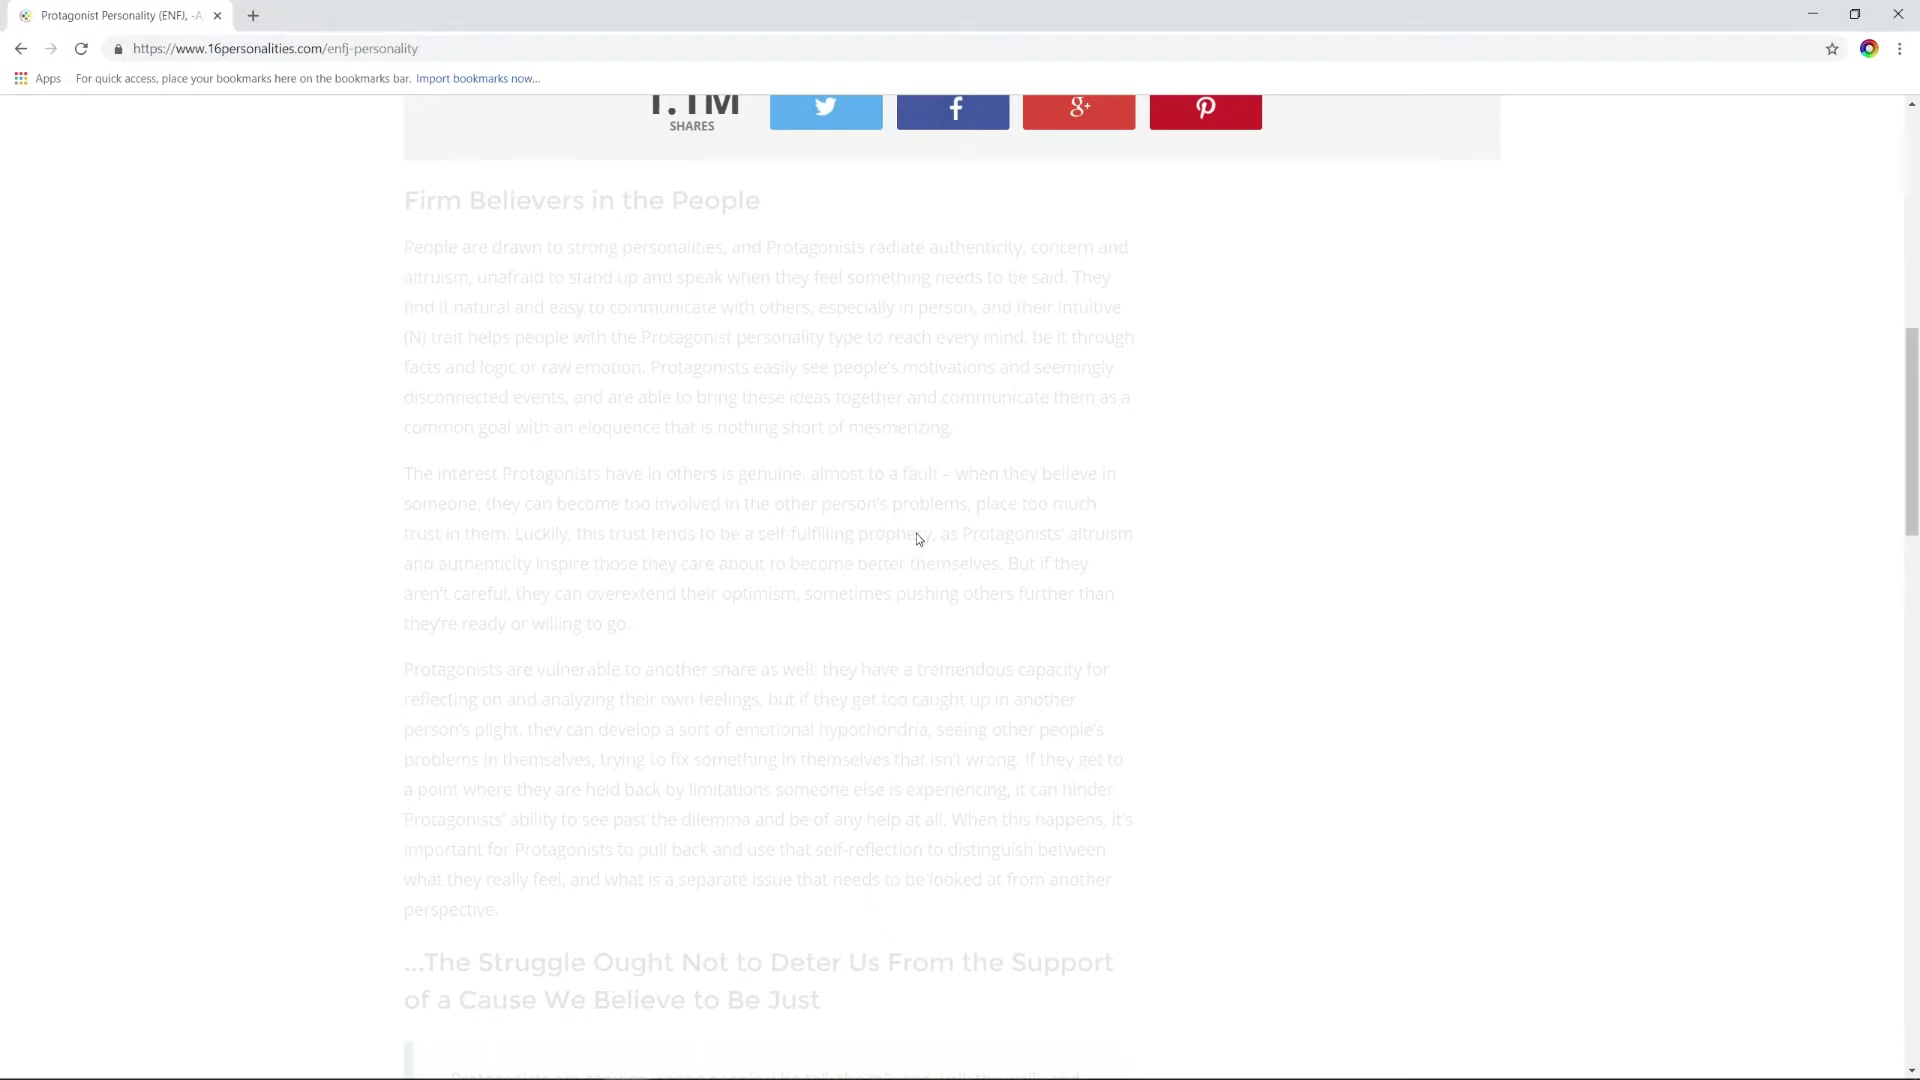 Protagonist Personality (ENFJ, -A
https://www.16personalities.com/enfj-personality
Apps For quick access, place your bookmarks here on the bookmarks bar. Import bookmarks now...
1.1M
SHARES
Firm Believers in the People
People are drawn to strong personalities, and Protagonists radiate authenticity, concern and
altruism, unafraid to stand up and speak when they feel something needs to be said. They
find it natural and easy to communicate with others, especially in person, and their Intuitive
(N) trait helps people with the Protagonist personality type to reach every mind, be it through
facts and logic or raw emotion. Protagonists easily see people's motivations and seemingly
disconnected events, and are able to bring these ideas together and communicate them as a
common goal with an eloquence that is nothing short of mesmerizing.
The interest Protagonists have in others is genuine, almost to a fault – when they believe in
someone, they can become too involved in the other person's problems, place too much
trust in them. Luckily, this trust tends to be a self-fulfilling prophecy, as Protagonists' altruism
and authenticity inspire those they care about to become better themselves. But if they
aren't careful, they can overextend their optimism, sometimes pushing others further than
they're ready or willing to go.
Protagonists are vulnerable to another snare as well: they have a tremendous capacity for
reflecting on and analyzing their own feelings, but if they get too caught up in another
person's plight, they can develop a sort of emotional hypochondria, seeing other people's
problems in themselves, trying to fix something in themselves that isn't wrong. If they get to
a point where they are held back by limitations someone else is experiencing, it can hinder
Protagonists' ability to see past the dilemma and be of any help at all. When this happens, it's
important for Protagonists to pull back and use that self-reflection to distinguish between
what they really feel, and what is a separate issue that needs to be looked at from another
perspective.
...The Struggle Ought Not to Deter Us From the Support
of a Cause We Believe to Be Just